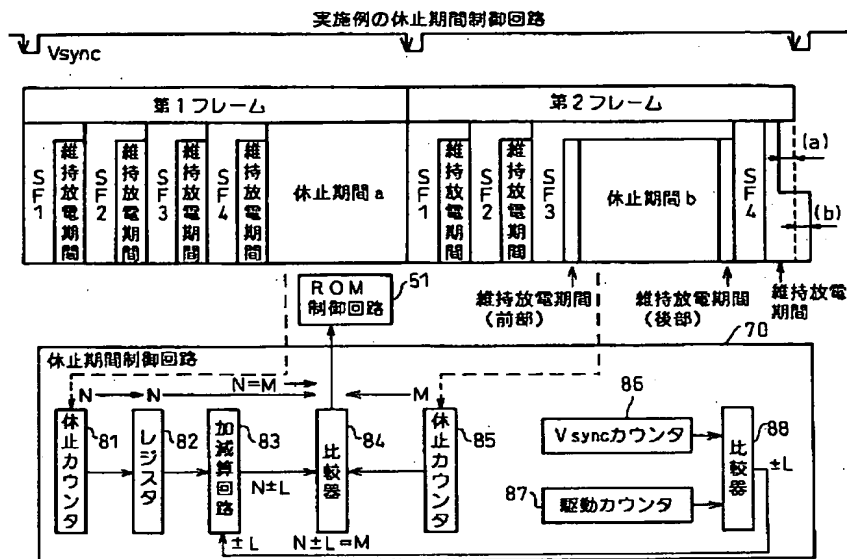 実施例の休止期間制御回路
Vsync
第1フレーム
第2フレーム
SF1
維持放電期間
SF2
維持放電期間
SF3
維持放電期間
SF4
維持放電期間
休止期間a
SF1
維持放電期間
SF2
維持放電期間
SF3
休止期間b
SF4
(a)
(b)
維持放電期間
(前部)
維持放電期間
(後部)
維持放電
期間
ROM
制御回路
51
70
休止期間制御回路
N
N
N=M
M
休止カウンタ
81
レジスタ
82
加減算回路
83
比較器
84
休止カウンタ
85
N±L
±L
N±L=M
86
Vsyncカウンタ
87
駆動カウンタ
比較器
88
±L